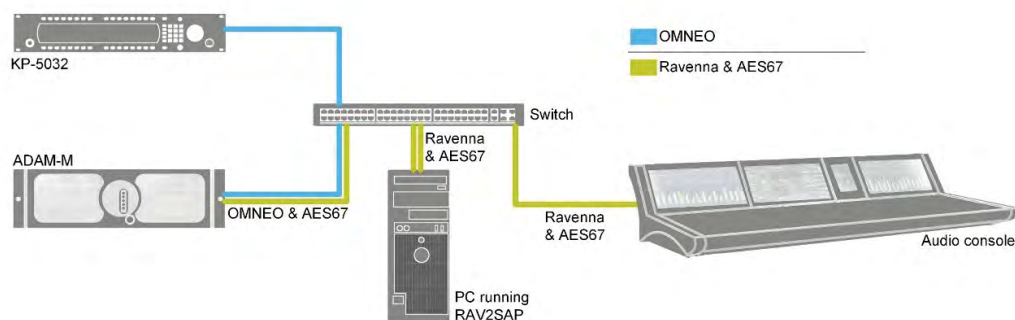 OMNEO
Ravenna & AES67
KP-5032
Switch
Ravenna
& AES67
ADAM-M
OMNEO & AES67
Ravenna
& AES67
Audio console
PC running
RAV2SAP